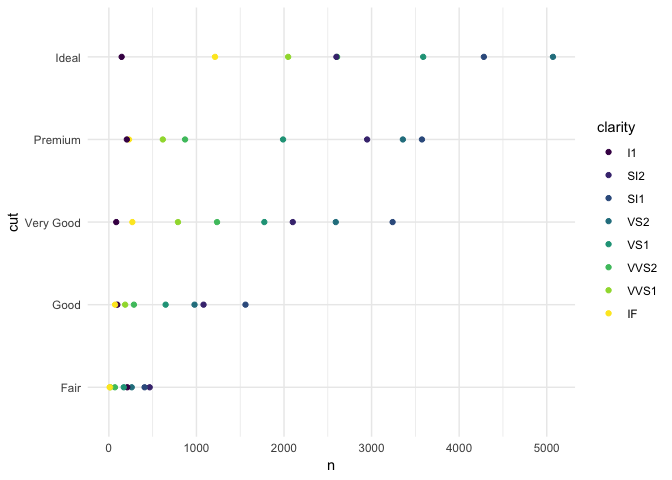 Ideal
Premium
Very Good
Good
Fair
cut
0 1000 2000 3000 4000 5000
n
clarity
I1
SI2
SI1
VS2
VS1
VVS2
VVS1
IF